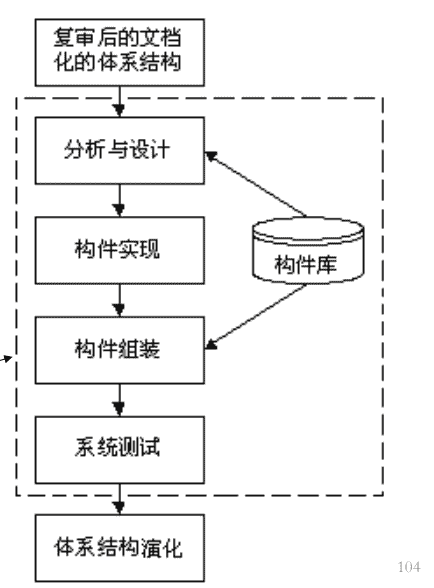 复审后的文档
化的体系结构
分析与设计
构件实现
构件库
构件组装
系统测试
体系结构演化
104